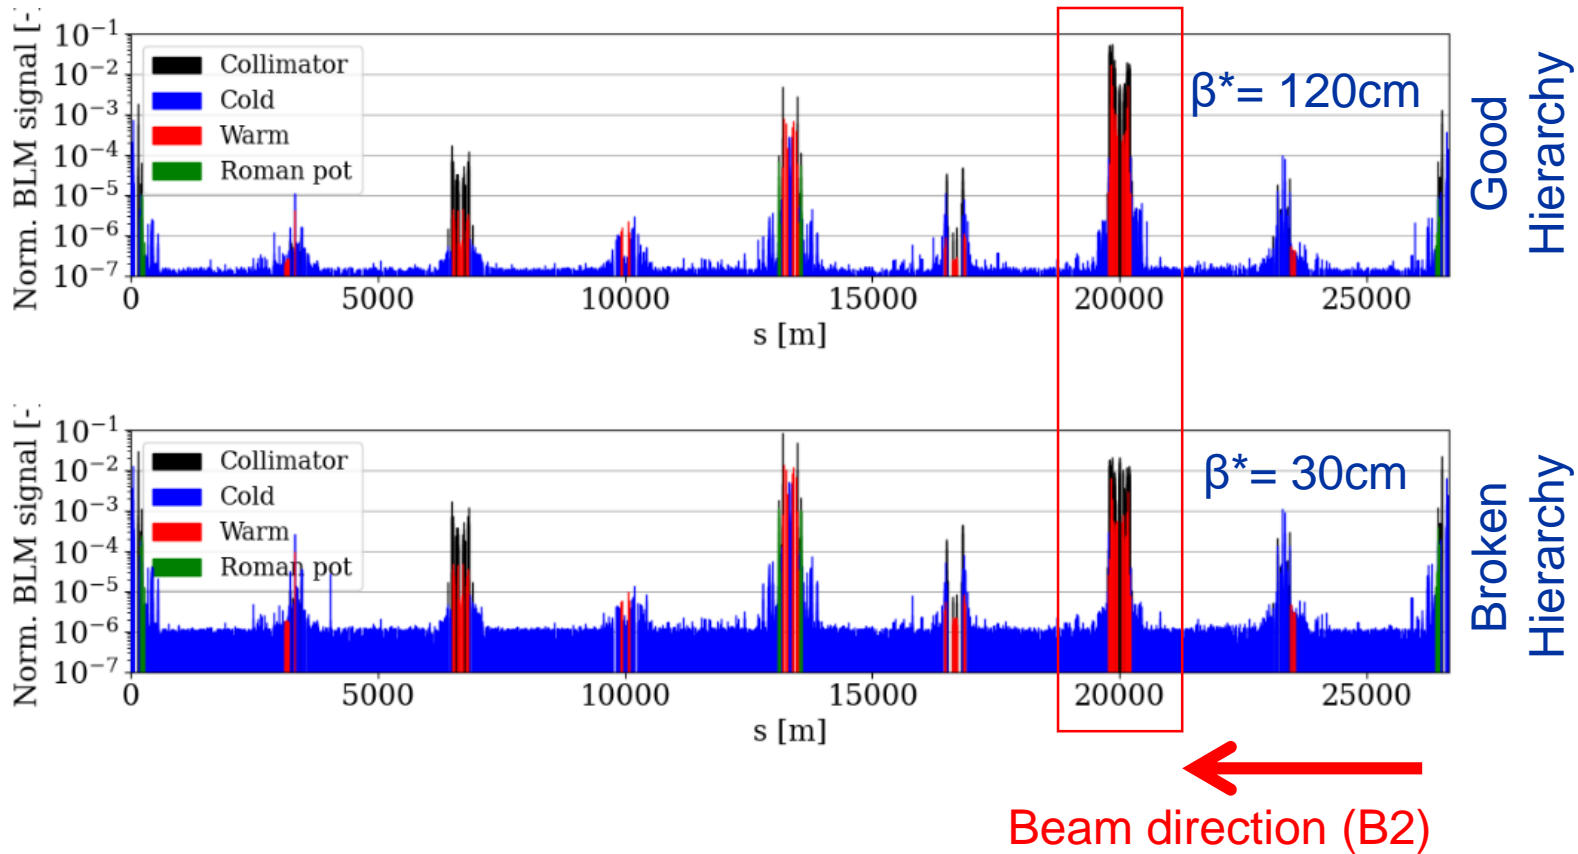 Norm. BLM signal [-
10⁻¹
10⁻²
10⁻³
10⁻⁴
10⁻⁵
10⁻⁶
10⁻⁷
Collimator
Cold
Warm
Roman pot
β*= 120cm
Good
Hierarchy
0 5000 10000 15000 20000 25000
s [m]
Norm. BLM signal [-
10⁻¹
10⁻²
10⁻³
10⁻⁴
10⁻⁵
10⁻⁶
10⁻⁷
Collimator
Cold
Warm
Roman pot
β*= 30cm
Broken
Hierarchy
0 5000 10000 15000 20000 25000
s [m]
Beam direction (B2)